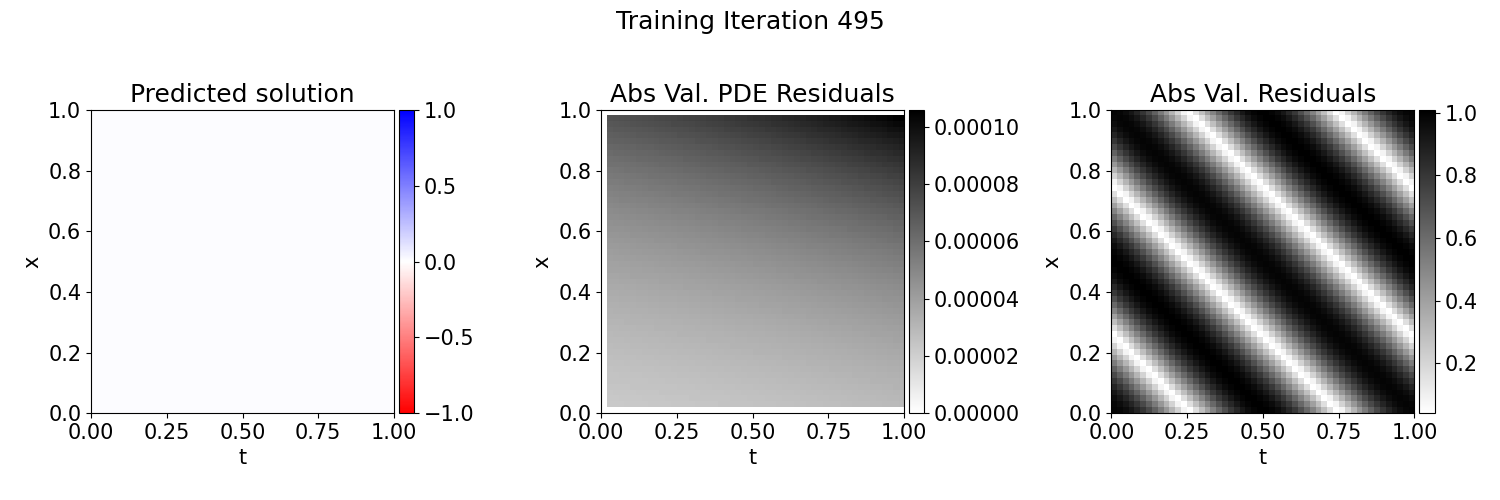 Training Iteration 495
Predicted solution
1.0
0.8
0.6
0.4
0.2
0.0
x
0.00 0.25 0.50 0.75 1.00
t
1.0
0.5
0.0
−0.5
−1.0
Abs Val. PDE Residuals
1.0
0.8
0.6
0.4
0.2
0.0
x
0.00 0.25 0.50 0.75 1.00
t
0.00010
0.00008
0.00006
0.00004
0.00002
0.00000
Abs Val. Residuals
1.0
0.8
0.6
0.4
0.2
0.0
x
0.00 0.25 0.50 0.75 1.00
t
1.0
0.8
0.6
0.4
0.2